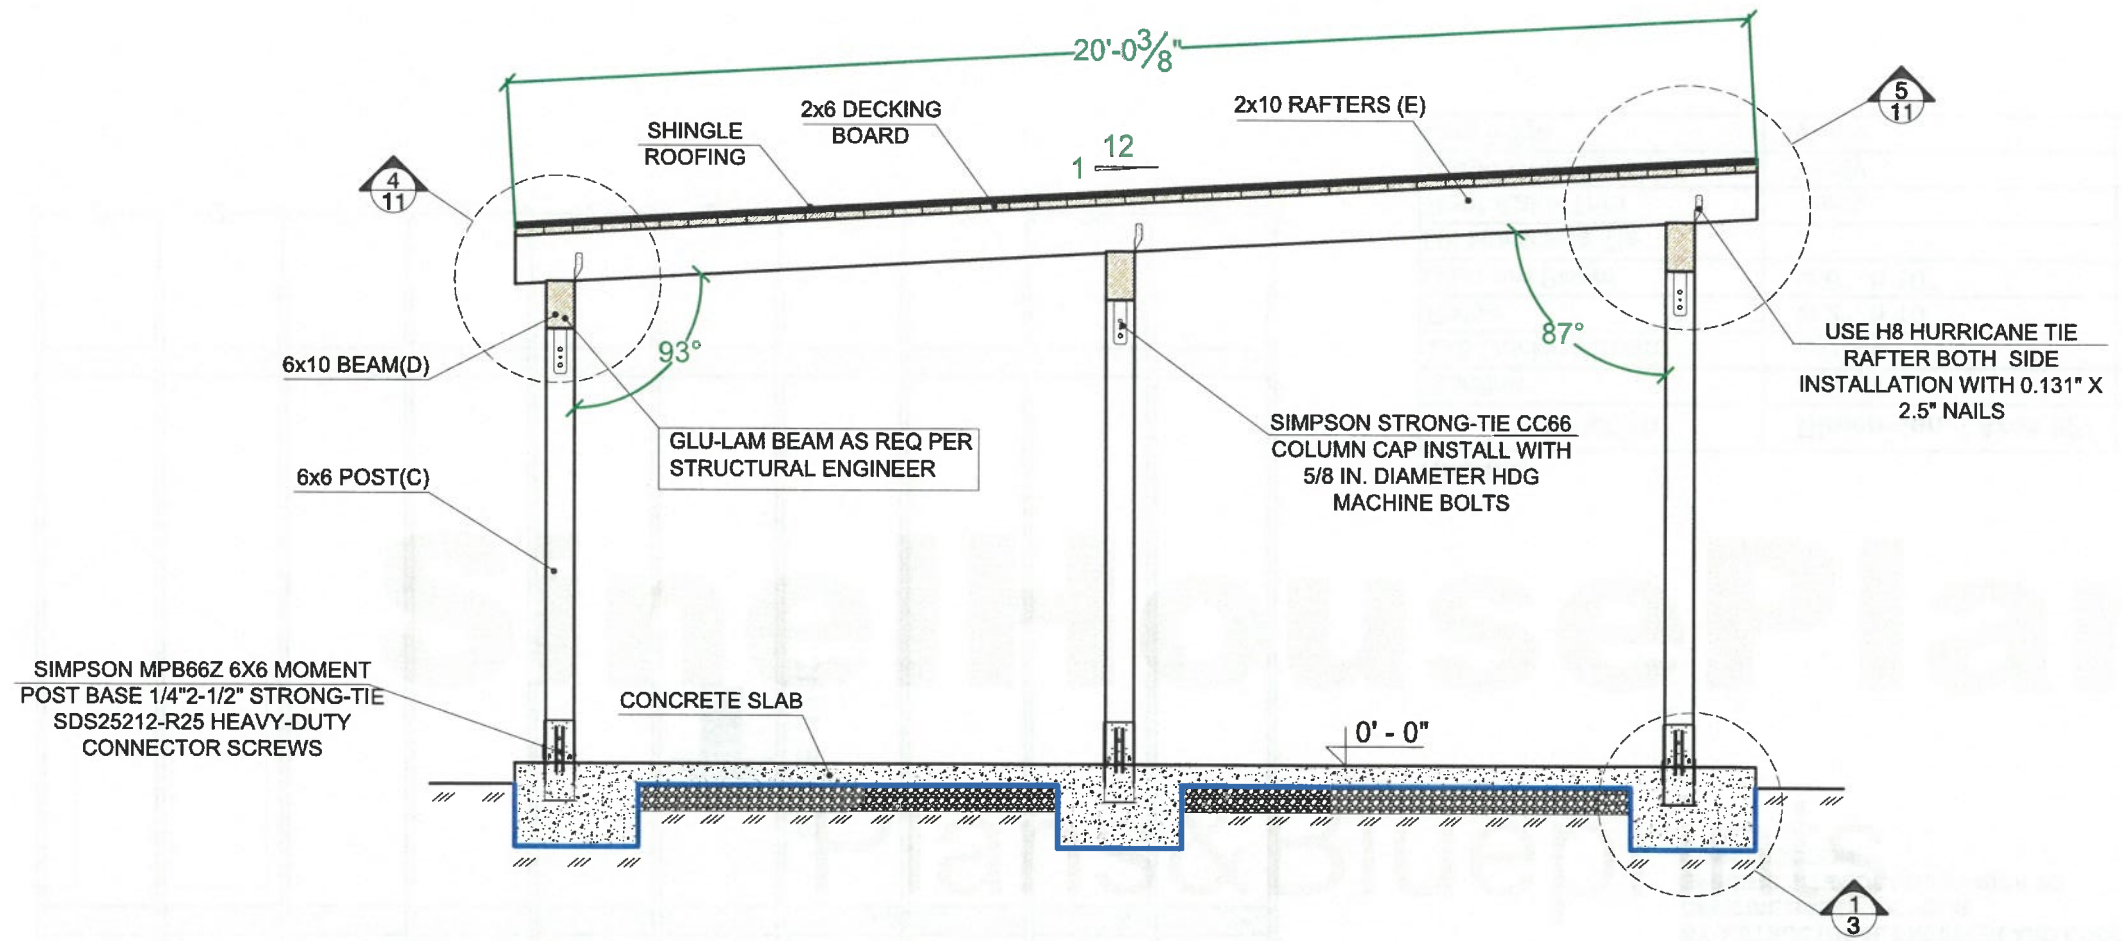 20'-0 3/8"
5
11
2x6 DECKING
BOARD
2x10 RAFTERS (E)
SHINGLE
ROOFING
12
1
4
11
93°
87°
USE H8 HURRICANE TIE
RAFTER BOTH SIDE
INSTALLATION WITH 0.131" X
2.5" NAILS
6x10 BEAM(D)
SIMPSON STRONG-TIE CC66
COLUMN CAP INSTALL WITH
5/8 IN. DIAMETER HDG
MACHINE BOLTS
GLU-LAM BEAM AS REQ PER
STRUCTURAL ENGINEER
6x6 POST(C)
SIMPSON MPB66Z 6X6 MOMENT
POST BASE 1/4"2-1/2" STRONG-TIE
SDS25212-R25 HEAVY-DUTY
CONNECTOR SCREWS
CONCRETE SLAB
0' - 0"
1
3